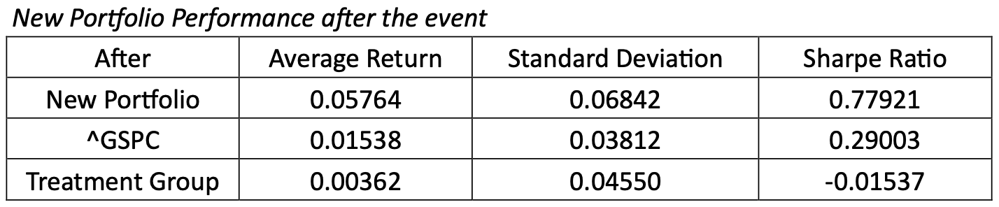 New Portfolio Performance after the event
After Average Return Standard Deviation Sharpe Ratio
New Portfolio 0.05764 0.06842 0.77921
^GSPC 0.01538 0.03812 0.29003
Treatment Group 0.00362 0.04550 -0.01537